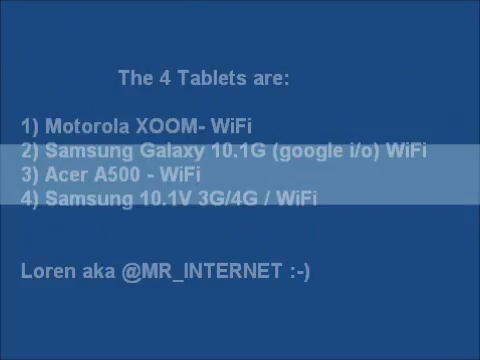 The 4 Tablets are:
1) Motorola XOOM- WiFi
2) Samsung Galaxy 10.1G (google i/o) WiFi
3) Acer A500 - WiFi
4) Samsung 10.1V 3G/4G / WiFi
Loren aka @MR_INTERNET :-)